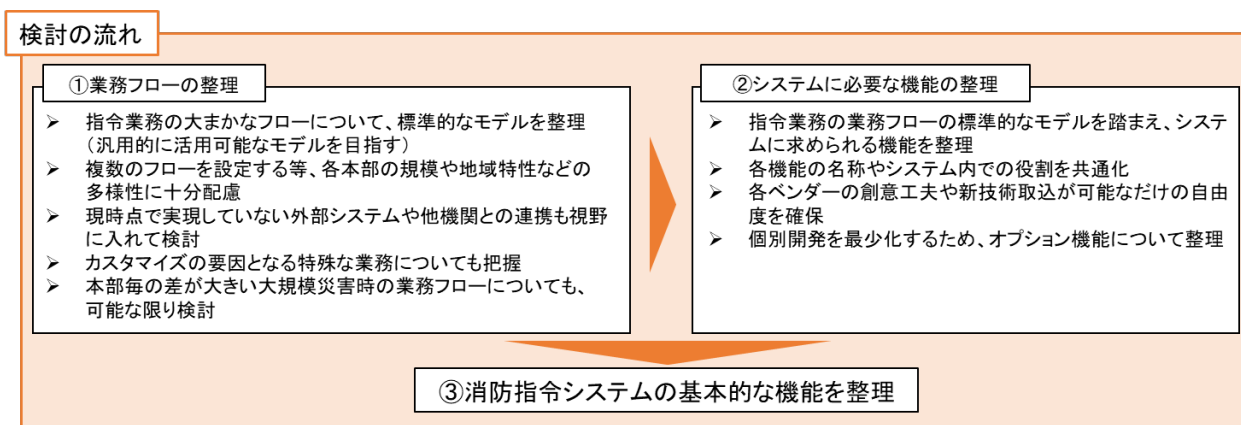 検討の流れ
①業務フローの整理
➢ 指令業務の大まかなフローについて、標準的なモデルを整理
（汎用的に活用可能なモデルを目指す）
➢ 複数のフローを設定する等、各本部の規模や地域特性などの
多様性に十分配慮
➢ 現時点で実現していない外部システムや他機関との連携も視野
に入れて検討
➢ カスタマイズの要因となる特殊な業務についても把握
➢ 本部毎の差が大きい大規模災害時の業務フローについても、
可能な限り検討
②システムに必要な機能の整理
➢ 指令業務の業務フローの標準的なモデルを踏まえ、システ
ムに求められる機能を整理
➢ 各機能の名称やシステム内での役割を共通化
➢ 各ベンダーの創意工夫や新技術取込が可能なだけの自由
度を確保
➢ 個別開発を最少化するため、オプション機能について整理
③消防指令システムの基本的な機能を整理